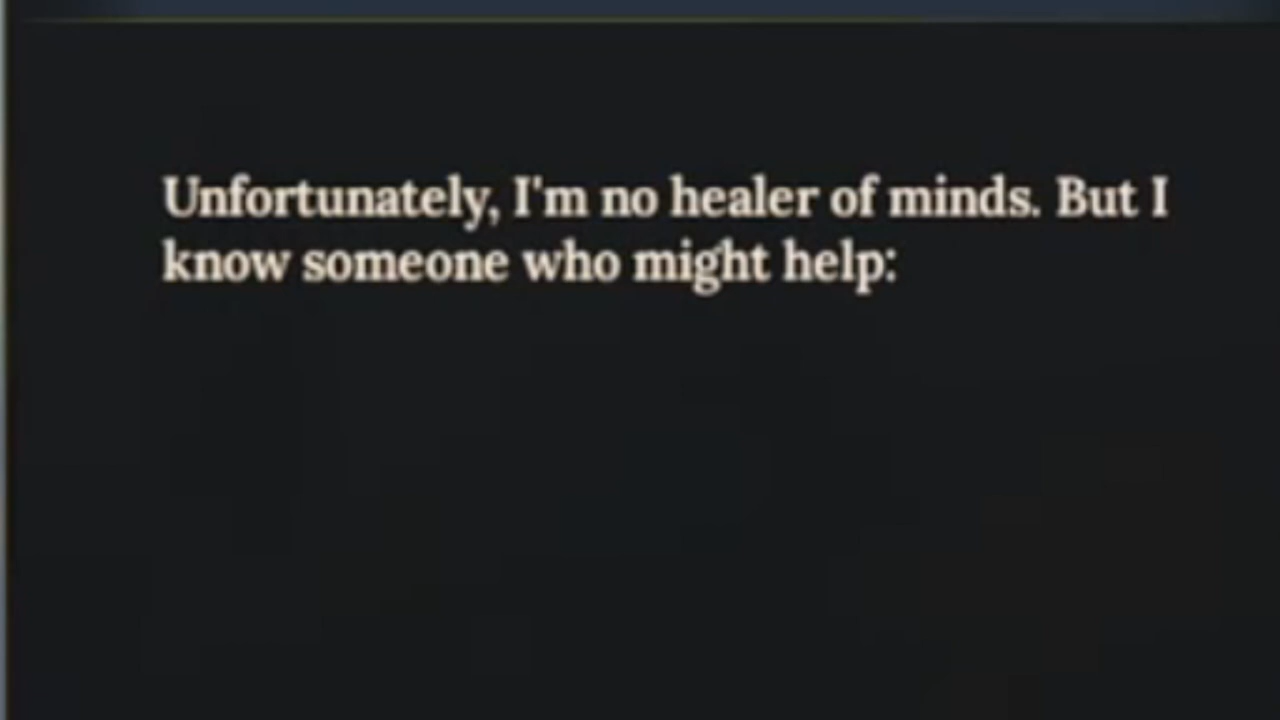 Unfortunately, I'm no healer of minds. But I
know someone who might help: